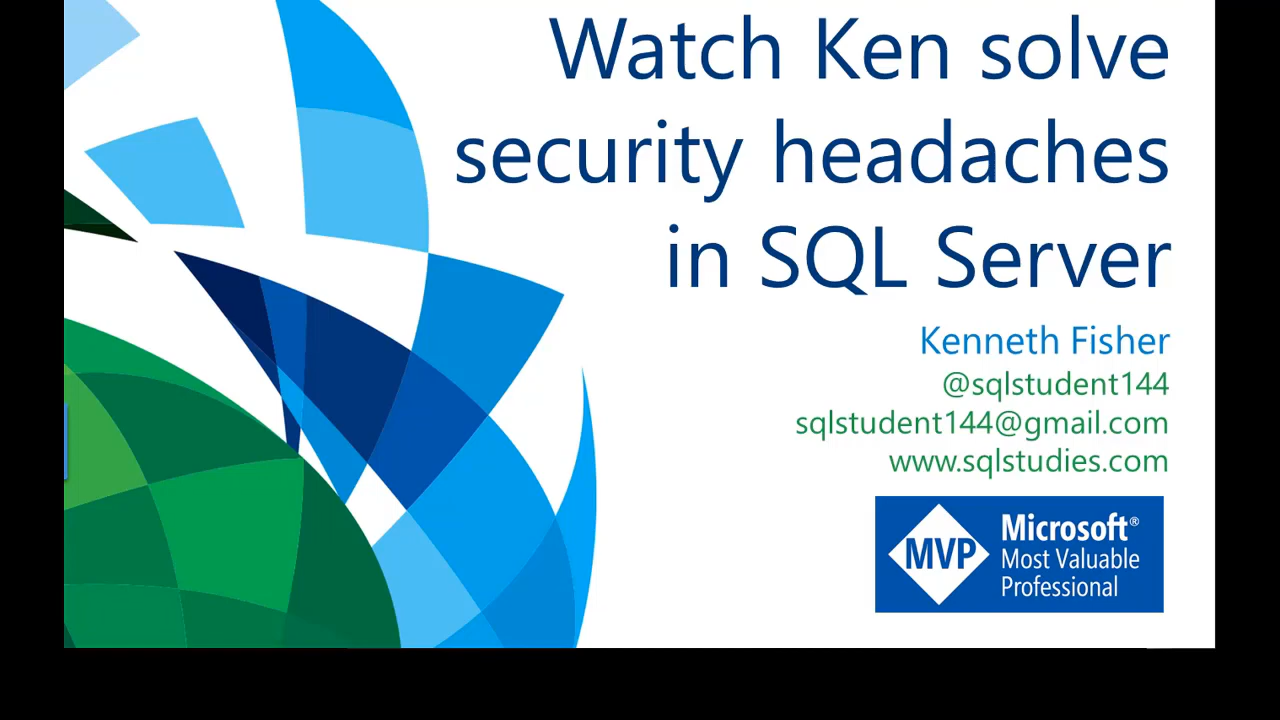 Watch Ken solve
security headaches
in SQL Server
Kenneth Fisher
@sqlstudent144
sqlstudent144@gmail.com
www.sqlstudies.com
MVP
Microsoft®
Most Valuable
Professional